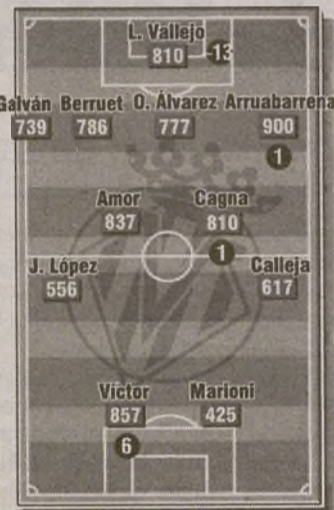 L. Vallejo
810 -13
Galván Berruet O. Álvarez Arruabarrena
739 786 777 900
1
Amor Cagna
837 810
1
J. López Calleja
556 617
Víctor Marioni
857 425
6